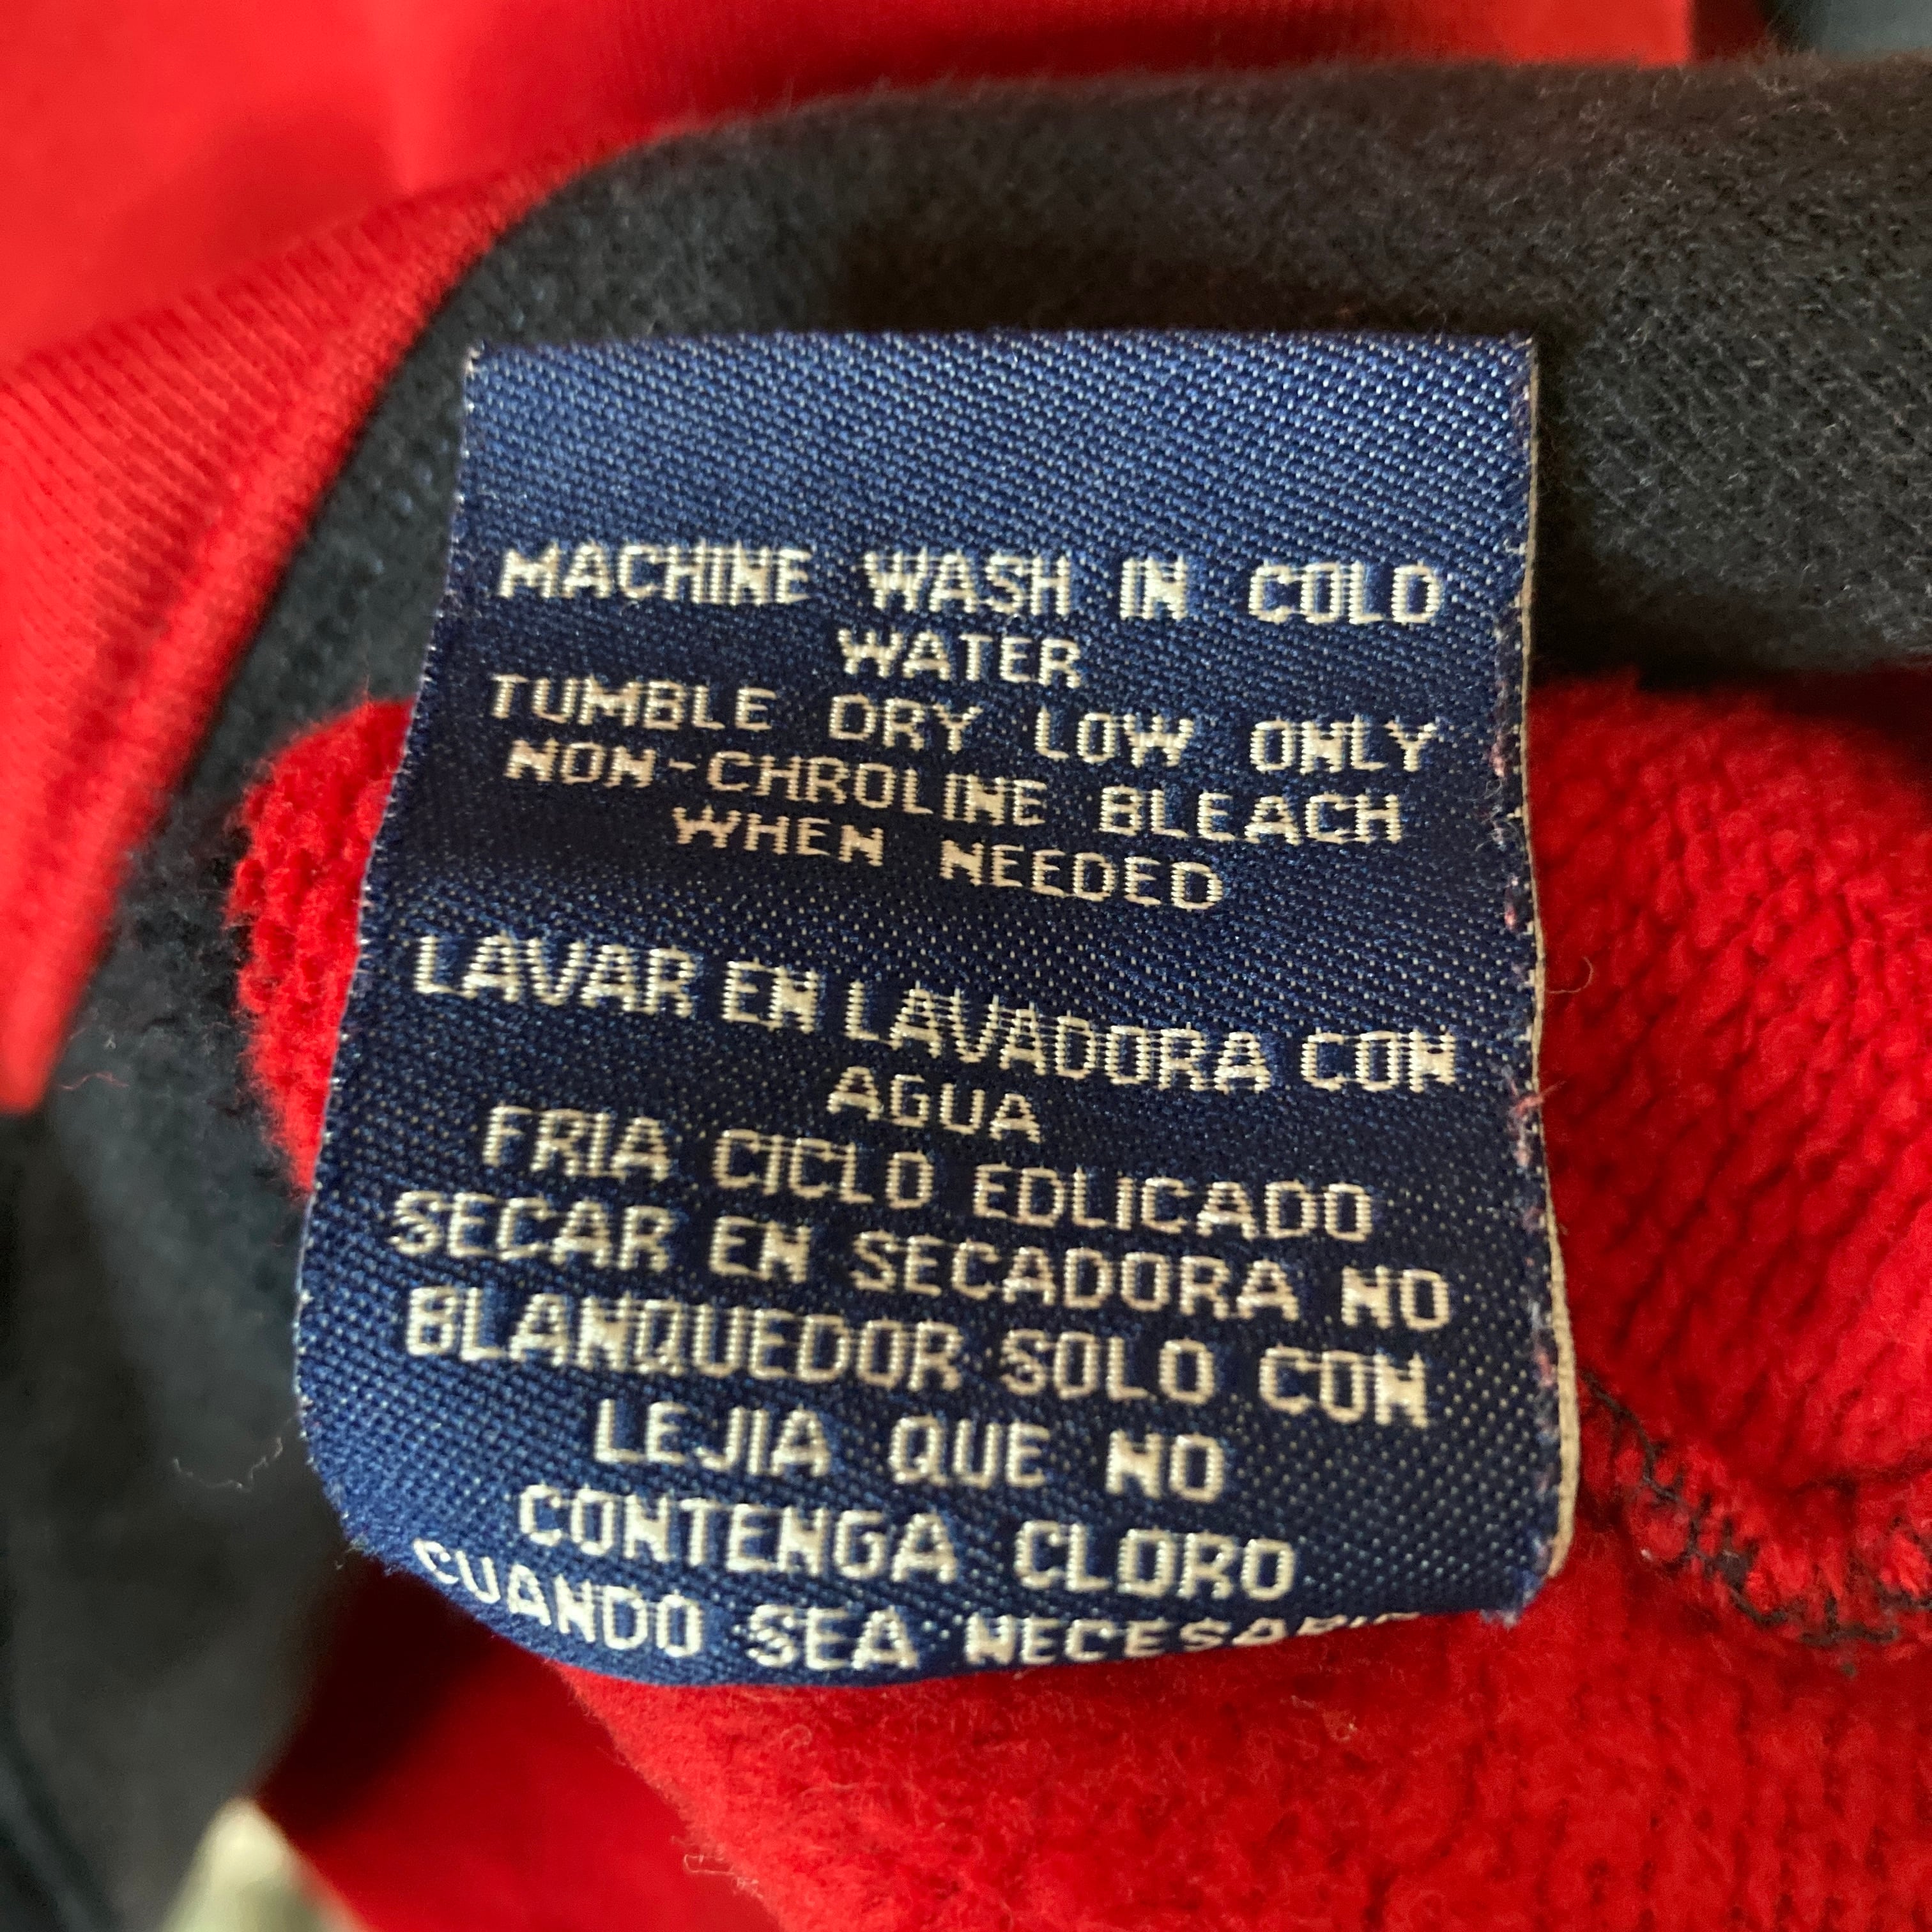 MACHINE WASH IN COLD
WATER
TUMBLE DRY LOW ONLY
NON-CHROLINE BLEACH
WHEN NEEDED
LAVAR EN LAVADORA CON
AGUA
FRIA CICLO EDLICADO
SECAR EN SECADORA NO
BLANQUEDOR SOLO CON
LEJIA QUE NO
CONTENGA CLORO
CUANDO SEA NECESARIO